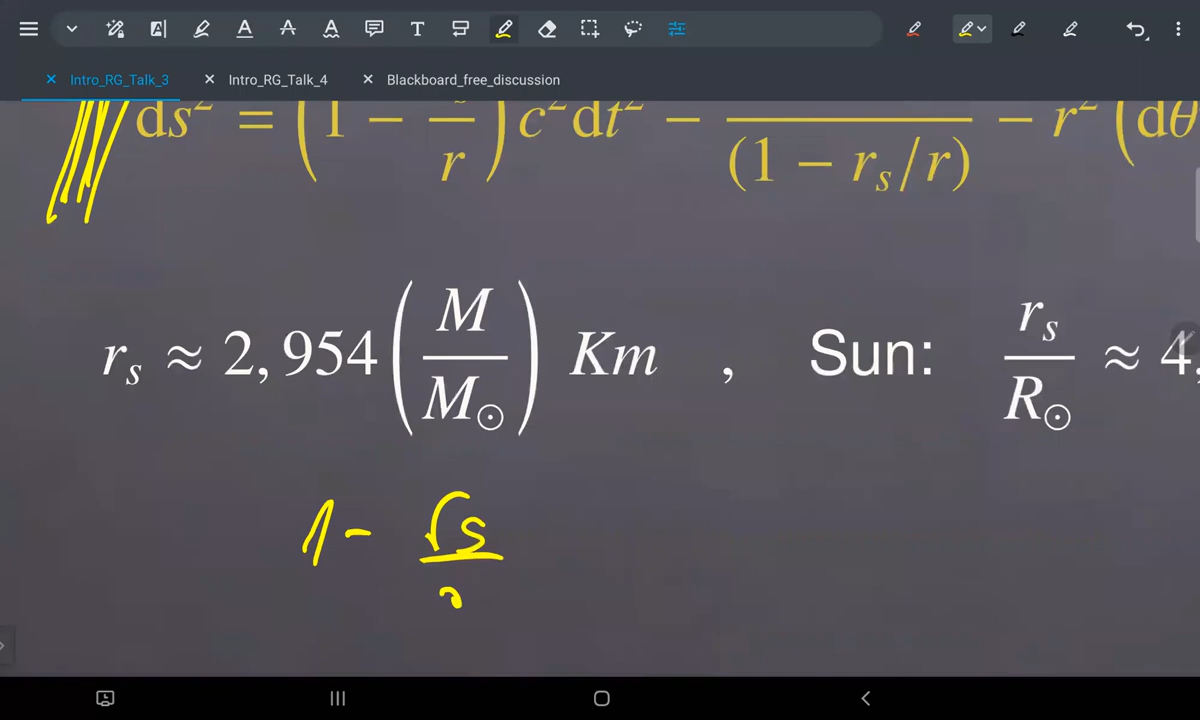 Intro_RG_Talk_3 Intro_RG_Talk_4 Blackboard_free_discussion
ds² = (1 − / r) c²dt² − / (1 − r_s/r) − r² (dθ
r_s ≈ 2,954 (M / M_⊙) Km , Sun: r_s / R_⊙ ≈ 4,
1 - r_s /